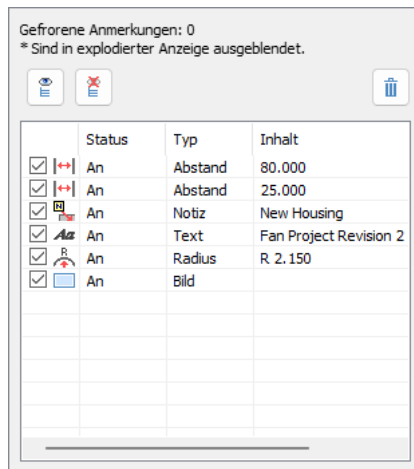 Gefrorene Anmerkungen: 0
* Sind in explodierter Anzeige ausgeblendet.
Status Typ Inhalt
An Abstand 80.000
An Abstand 25.000
N An Notiz New Housing
Aa An Text Fan Project Revision 2
R An Radius R 2.150
An Bild